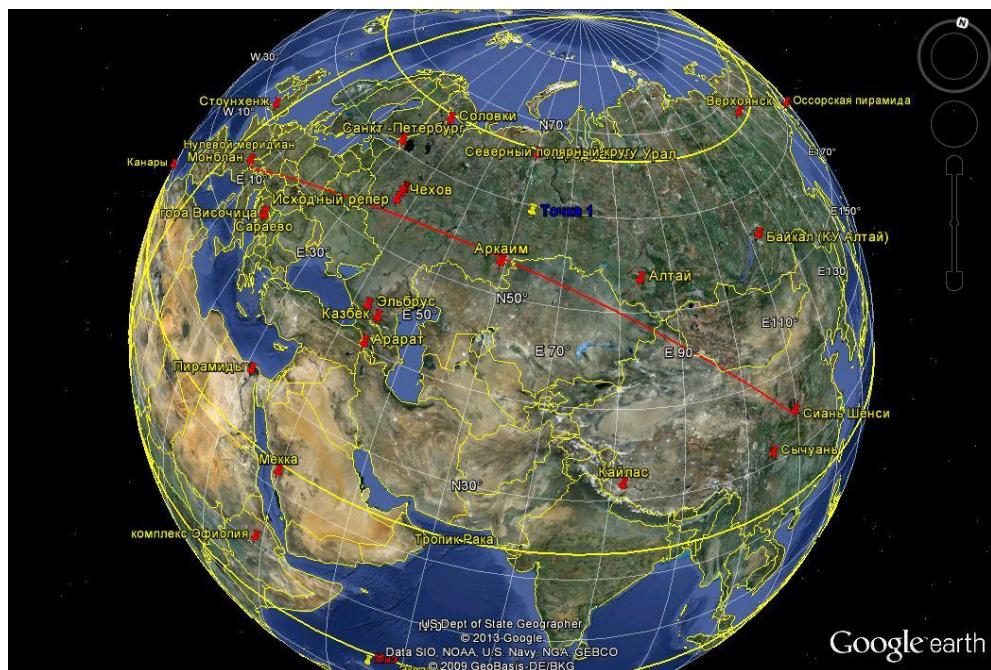 N
W 30°
Стоунхенж
W 10°
Соловки
Верхоянск
Оссорская пирамида
N70°
Санкт -Петербург
Нулевой меридиан
Монблан
Канары
Северный полярный круг
Урал
E170°
E 10°
Чехов
Исходный репер
гора Височица
Сараево
Точка 1
E150°
Байкал (КУ Алтай)
E 30°
Аркаим
Алтай
E130°
Эльбрус
N50°
Казбек
E 50°
E110°
Арарат
E 70°
E 90°
Пирамиды
Сиань Шенси
Сычуань
Мекка
Кайлас
N30°
комплекс Эфиопия
Тропик Рака
US Dept of State Geographer
© 2013 Google
Data SIO, NOAA, U.S. Navy, NGA, GEBCO
© 2009 GeoBasis-DE/BKG
Google earth